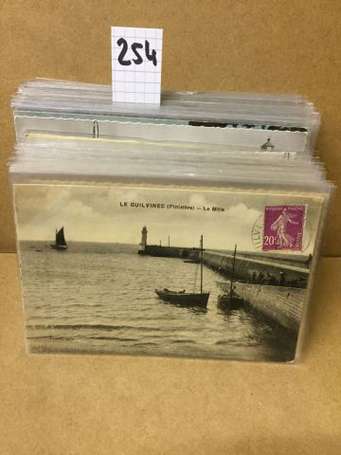 254
LE GUILVINEC (Finistère) — Le Môle
20c